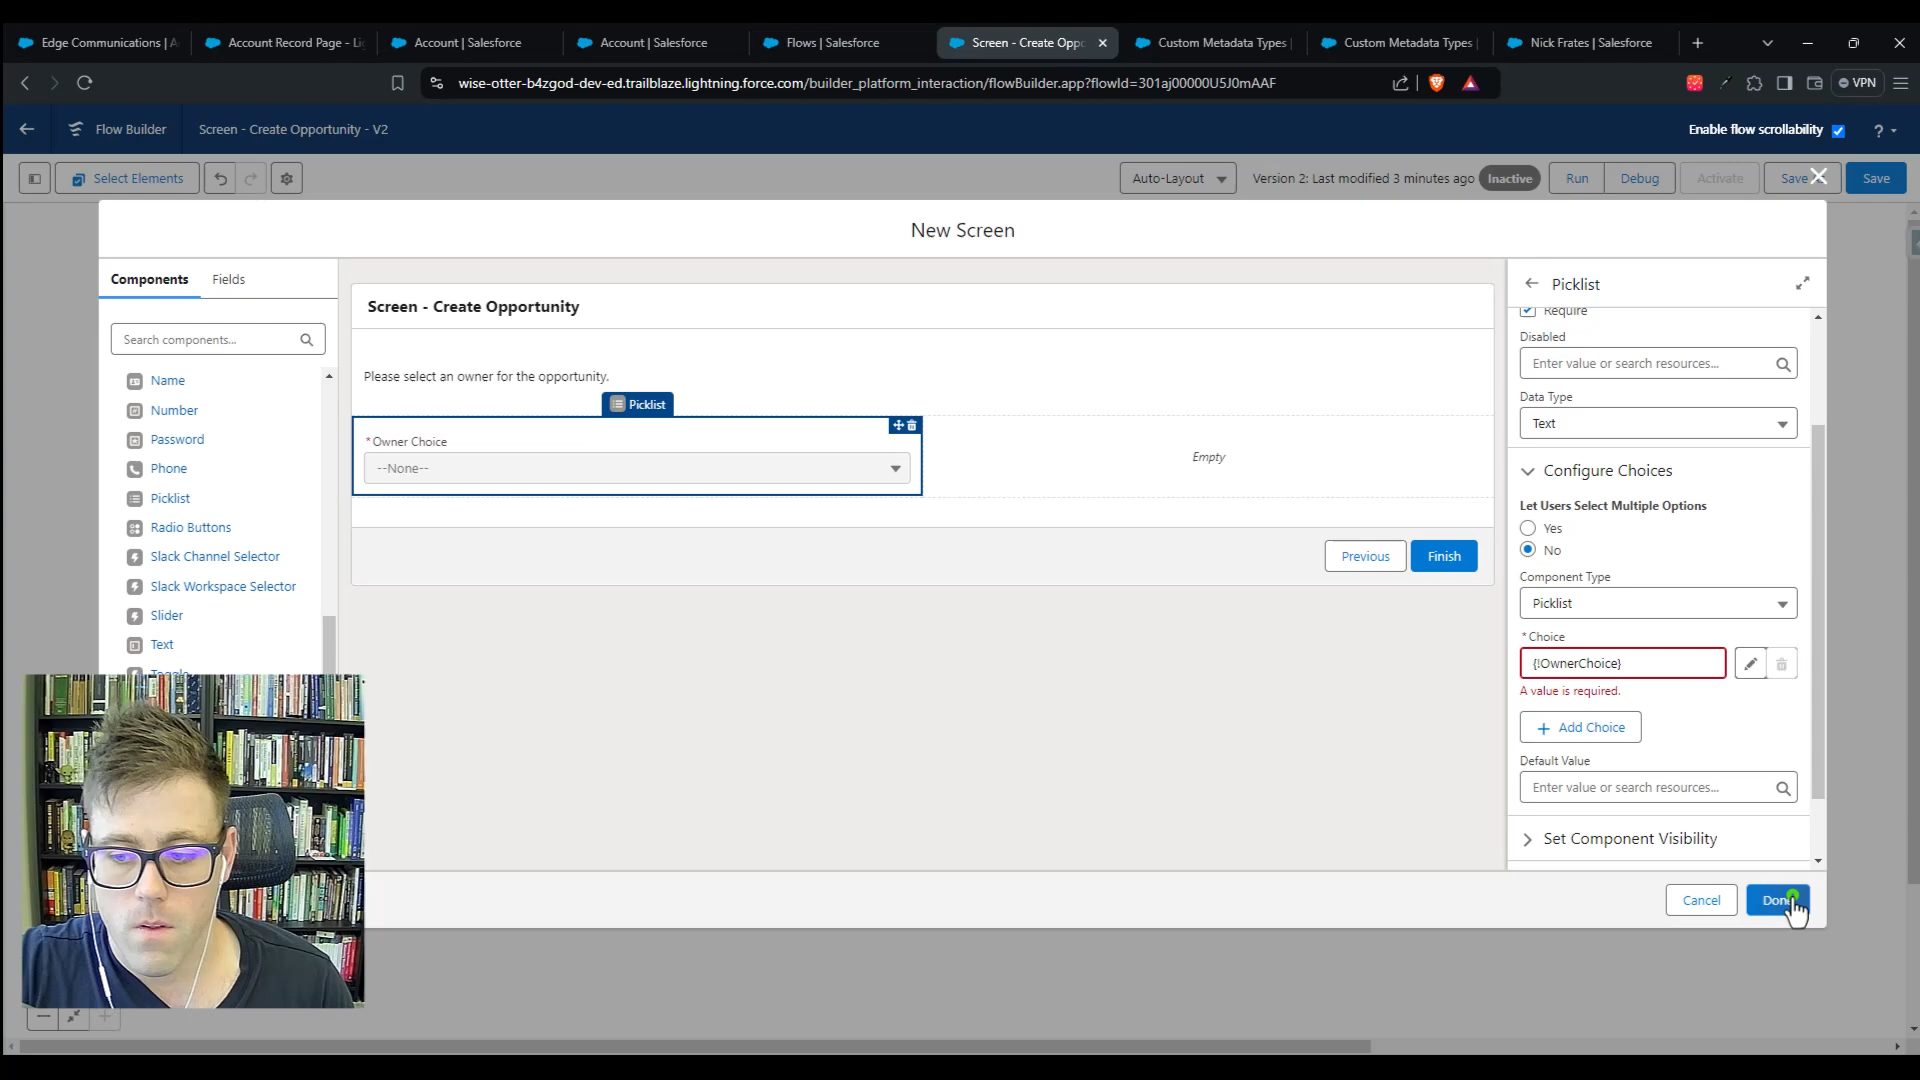 Edge Communications | A
Account Record Page - Li
Account | Salesforce
Account | Salesforce
Flows | Salesforce
Screen - Create Oppo
Custom Metadata Types
Custom Metadata Types
Nick Frates | Salesforce
wise-otter-b4zgod-dev-ed.trailblaze.lightning.force.com/builder_platform_interaction/flowBuilder.app?flowId=301aj00000U5J0mAAF
VPN
Flow Builder
Screen - Create Opportunity - V2
Enable flow scrollability
?
Select Elements
Auto-Layout
Version 2: Last modified 3 minutes ago
Inactive
Run
Debug
Activate
Save
Save
New Screen
Components
Fields
Search components...
Name
Number
Password
Phone
Picklist
Radio Buttons
Slack Channel Selector
Slack Workspace Selector
Slider
Text
Toggle
Screen - Create Opportunity
Please select an owner for the opportunity.
Picklist
*Owner Choice
--None--
Empty
Previous
Finish
Picklist
Require
Disabled
Enter value or search resources...
Data Type
Text
Configure Choices
Let Users Select Multiple Options
Yes
No
Component Type
Picklist
*Choice
{!OwnerChoice}
A value is required.
+ Add Choice
Default Value
Enter value or search resources...
Set Component Visibility
Cancel
Done